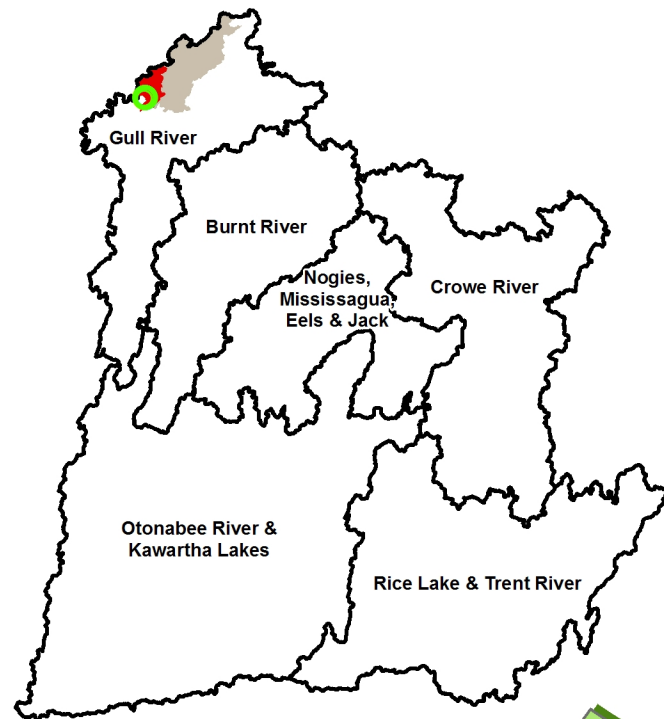 Gull River
Burnt River
Nogies,
Mississagua,
Eels & Jack
Crowe River
Otonabee River &
Kawartha Lakes
Rice Lake & Trent River